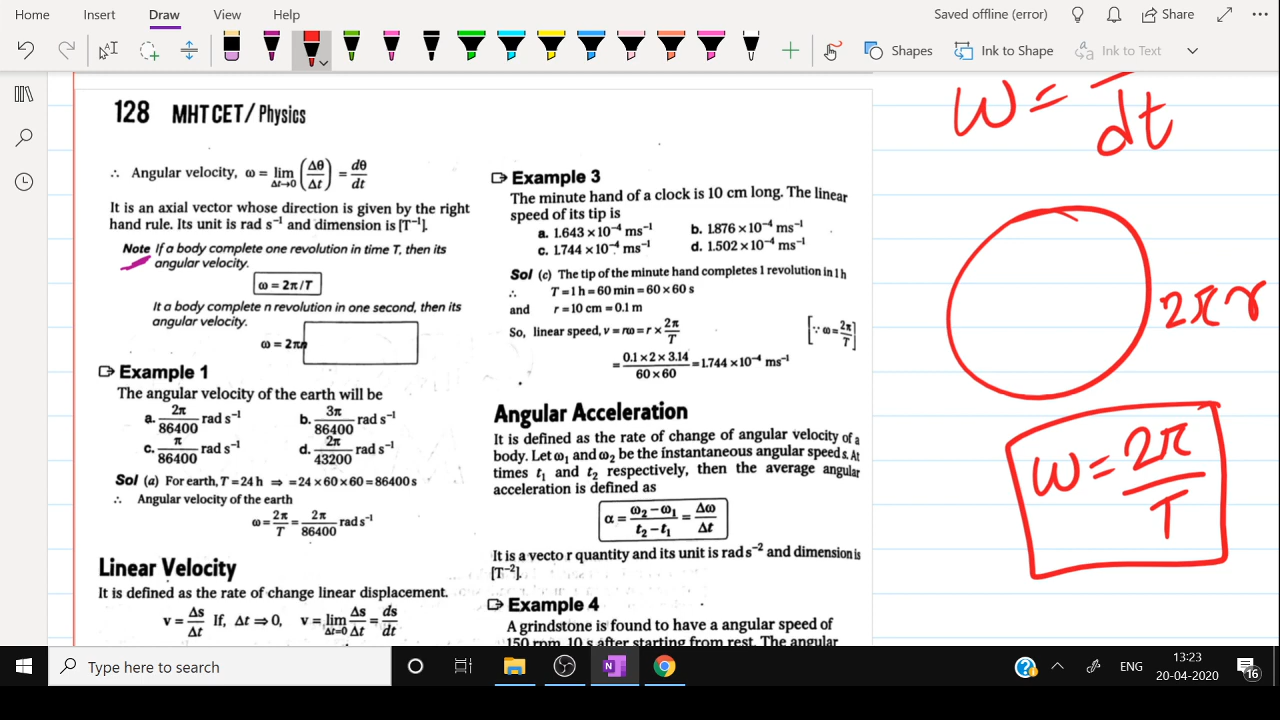 Home Insert Draw View Help Saved offline (error) Share
Shapes Ink to Shape Ink to Text
128 MHT CET / Physics
∴ Angular velocity, ω = lim Δt→0 (Δθ/Δt) = dθ/dt
It is an axial vector whose direction is given by the right
hand rule. Its unit is rad s⁻¹ and dimension is [T⁻¹].
Note If a body complete one revolution in time T, then its
angular velocity.
ω = 2π/T
It a body complete n revolution in one second, then its
angular velocity.
ω = 2πn
Example 1
The angular velocity of the earth will be
a. 2π/86400 rad s⁻¹ b. 3π/86400 rad s⁻¹
c. π/86400 rad s⁻¹ d. 2π/43200 rad s⁻¹
Sol (a) For earth, T = 24 h ⇒ = 24 × 60 × 60 = 86400 s
∴ Angular velocity of the earth
ω = 2π/T = 2π/86400 rad s⁻¹
Linear Velocity
It is defined as the rate of change linear displacement.
v = Δs/Δt If, Δt ⇒ 0, v = lim Δt=0 Δs/Δt = ds/dt
Example 3
The minute hand of a clock is 10 cm long. The linear
speed of its tip is
a. 1.643 × 10⁻⁴ ms⁻¹ b. 1.876 × 10⁻⁴ ms⁻¹
c. 1.744 × 10⁻⁴ ms⁻¹ d. 1.502 × 10⁻⁴ ms⁻¹
Sol (c) The tip of the minute hand completes 1 revolution in 1 h
∴ T = 1 h = 60 min = 60 × 60 s
and r = 10 cm = 0.1 m
So, linear speed, v = rω = r × 2π/T [∵ ω = 2π/T]
= 0.1 × 2 × 3.14/60 × 60 = 1.744 × 10⁻⁴ ms⁻¹
Angular Acceleration
It is defined as the rate of change of angular velocity of a
body. Let ω₁ and ω₂ be the instantaneous angular speed s. At
times t₁ and t₂ respectively, then the average angular
acceleration is defined as
α = ω₂ − ω₁/t₂ − t₁ = Δω/Δt
It is a vecto r quantity and its unit is rad s⁻² and dimension is
[T⁻²].
Example 4
A grindstone is found to have a angular speed of
150 rpm, 10 s after starting from rest. The angular
ω = dt
2πr
ω = 2π/T
Type here to search
ENG
13:23
20-04-2020
16